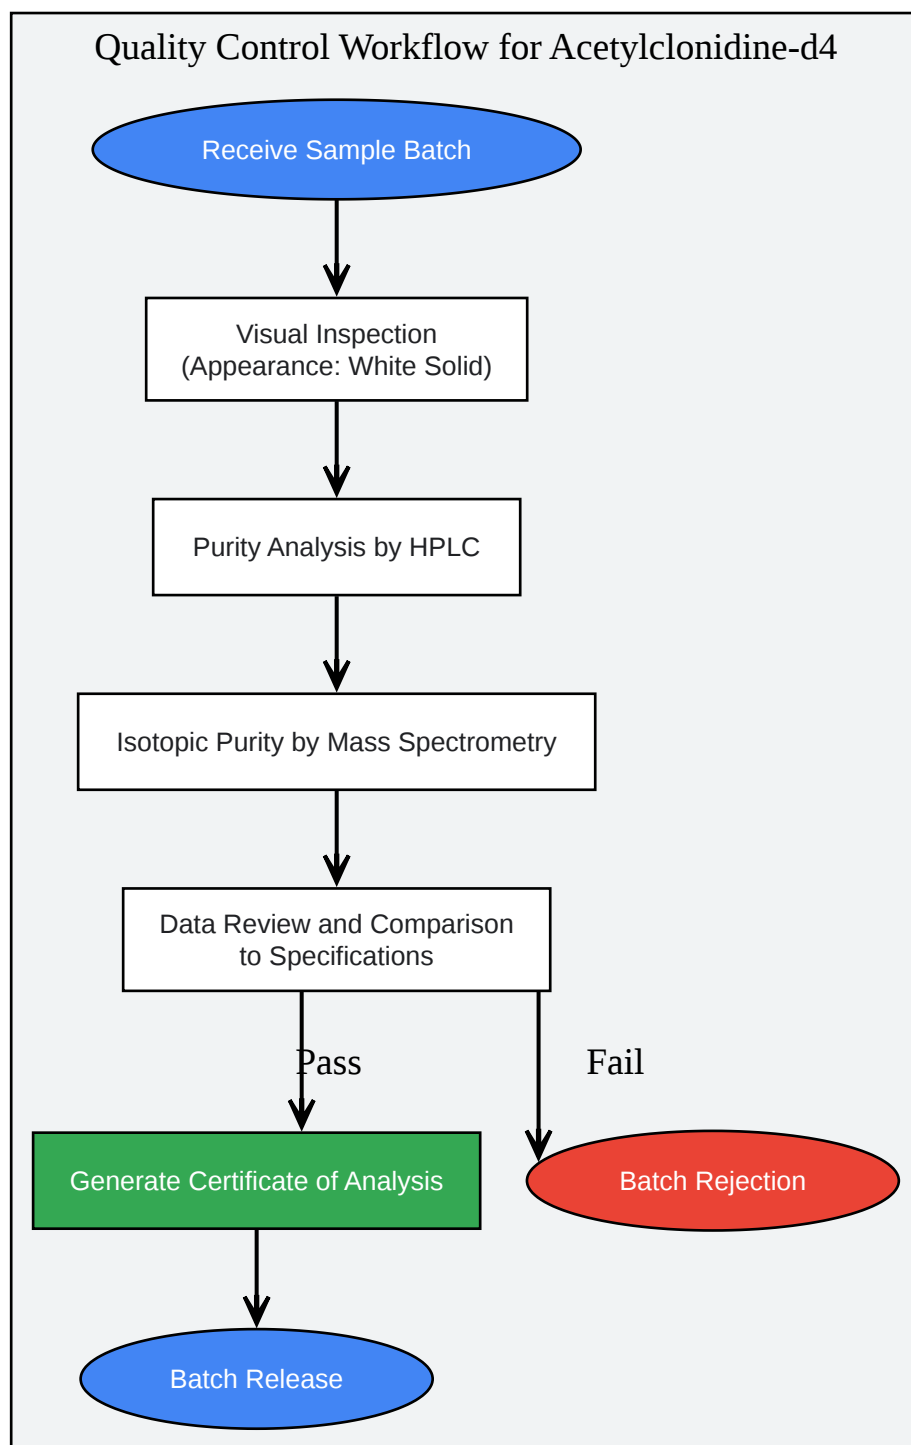 Quality Control Workflow for Acetylclonidine-d4
Receive Sample Batch
Visual Inspection
(Appearance: White Solid)
Purity Analysis by HPLC
Isotopic Purity by Mass Spectrometry
Data Review and Comparison
to Specifications
Pass
Fail
Generate Certificate of Analysis
Batch Rejection
Batch Release